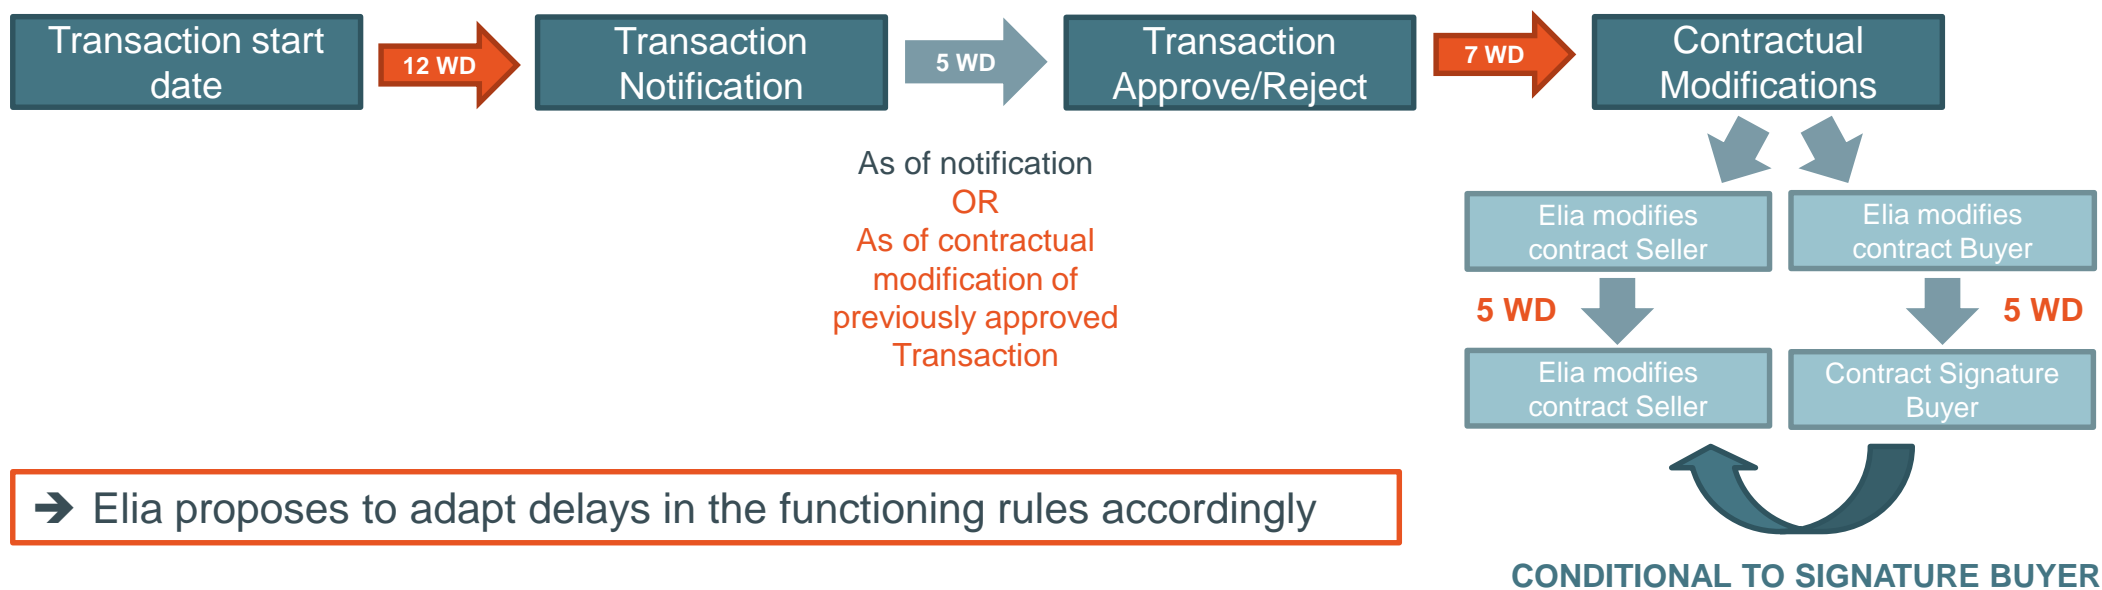 Transaction start
date
12 WD
Transaction
Notification
5 WD
Transaction
Approve/Reject
7 WD
Contractual
Modifications
As of notification
OR
As of contractual
modification of
previously approved
Transaction
Elia modifies
contract Seller
Elia modifies
contract Buyer
5 WD
5 WD
Elia modifies
contract Seller
Contract Signature
Buyer
➔ Elia proposes to adapt delays in the functioning rules accordingly
CONDITIONAL TO SIGNATURE BUYER